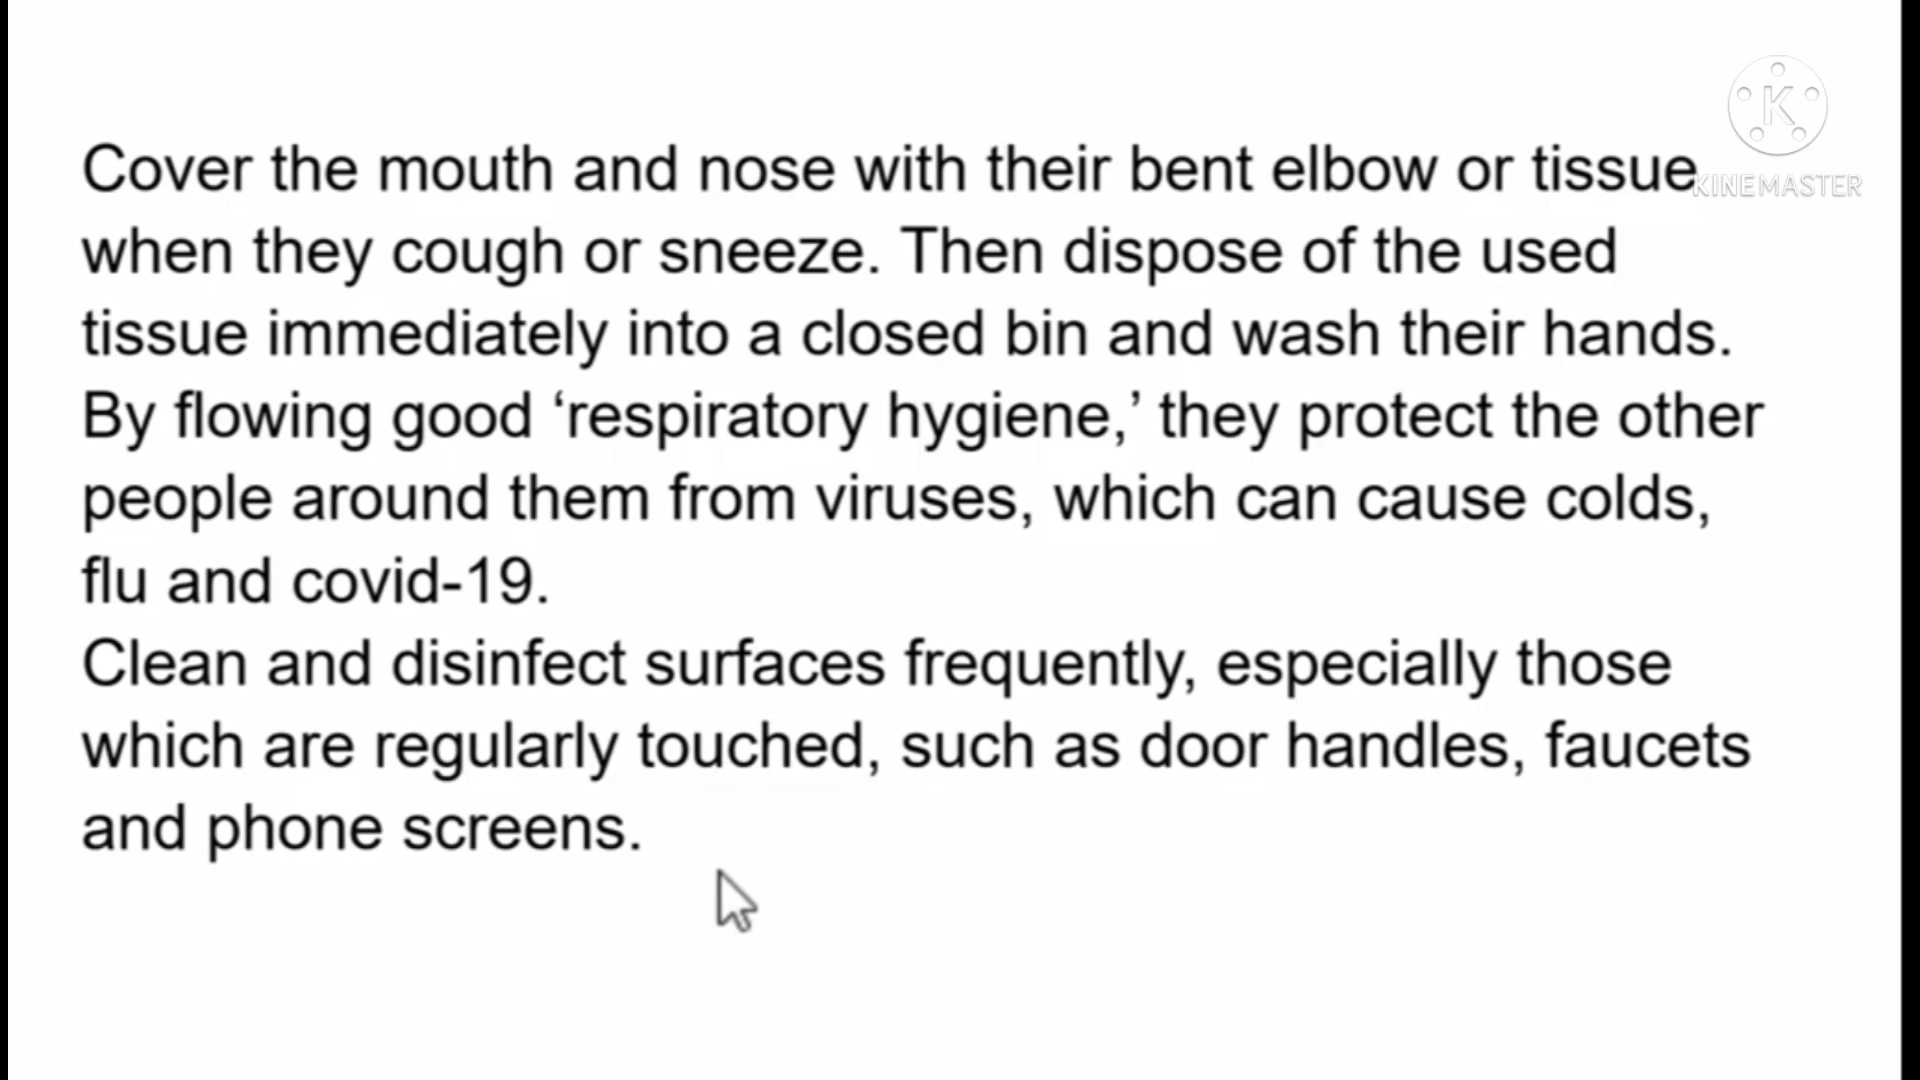 Cover the mouth and nose with their bent elbow or tissue
when they cough or sneeze. Then dispose of the used
tissue immediately into a closed bin and wash their hands.
By flowing good ‘respiratory hygiene,’ they protect the other
people around them from viruses, which can cause colds,
flu and covid-19.
Clean and disinfect surfaces frequently, especially those
which are regularly touched, such as door handles, faucets
and phone screens.
K
KINEMASTER